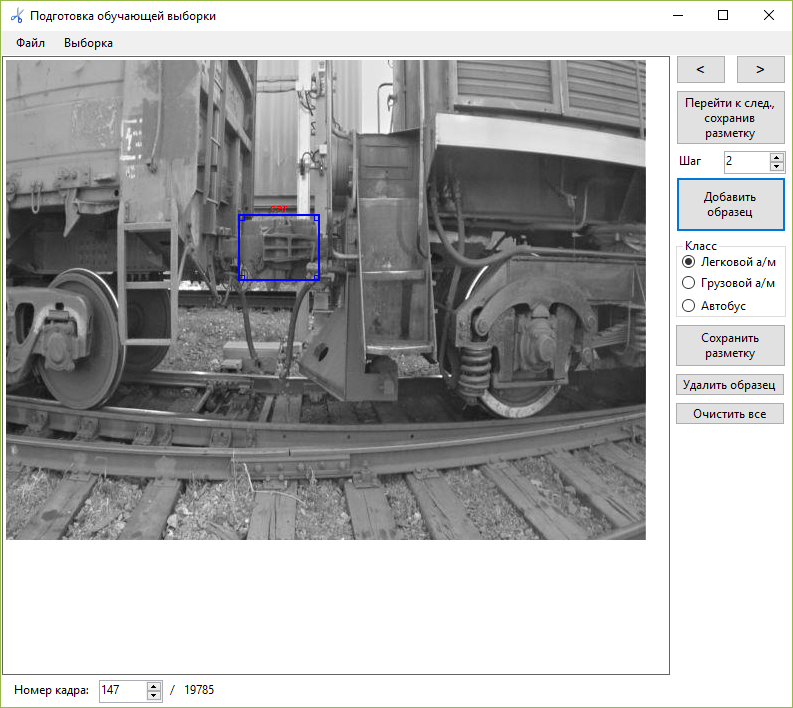 Подготовка обучающей выборки
Файл Выборка
< >
Перейти к след.,
сохранив
разметку
Шаг 2
Добавить
образец
Класс
Легковой а/м
Грузовой а/м
Автобус
Сохранить
разметку
Удалить образец
Очистить все
Номер кадра: 147 / 19785